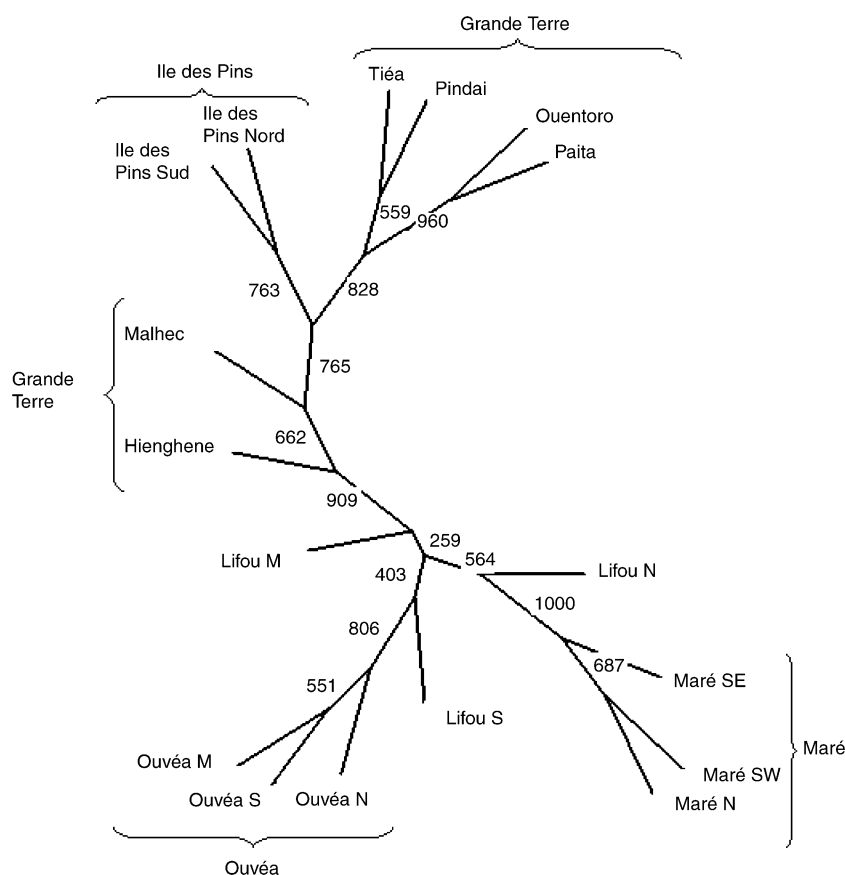 Grande Terre
Ile des Pins
Tiéa
Pindai
Ile des
Pins Nord
Ouentoro
Ile des
Pins Sud
Paita
559
960
763
828
Malhec
765
Grande
Terre
662
Hienghene
909
259
Lifou M
564
403
Lifou N
1000
806
687
551
Maré SE
Lifou S
Maré
Ouvéa M
Maré SW
Ouvéa S
Ouvéa N
Maré N
Ouvéa